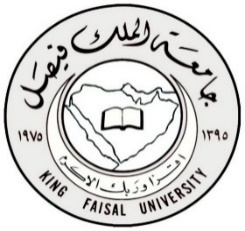 جامعة الملك فيصل
١٩٧٥
١٣٩٥
اقرأ وربك الأكرم
KING FAISAL UNIVERSITY